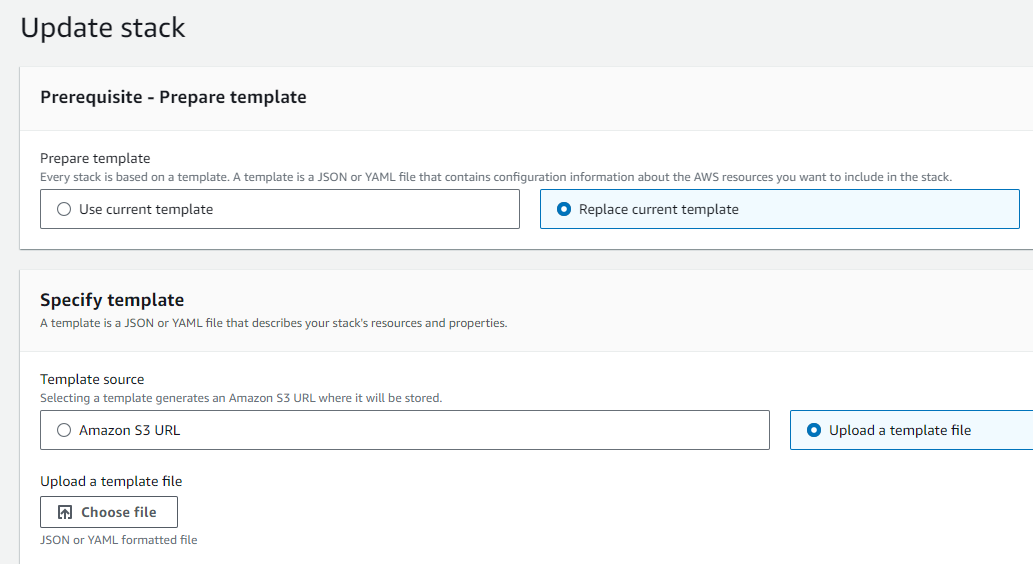 Update stack
Prerequisite - Prepare template
Prepare template
Every stack is based on a template. A template is a JSON or YAML file that contains configuration information about the AWS resources you want to include in the stack.
Use current template
Replace current template
Specify template
A template is a JSON or YAML file that describes your stack's resources and properties.
Template source
Selecting a template generates an Amazon S3 URL where it will be stored.
Amazon S3 URL
Upload a template file
Upload a template file
Choose file
JSON or YAML formatted file